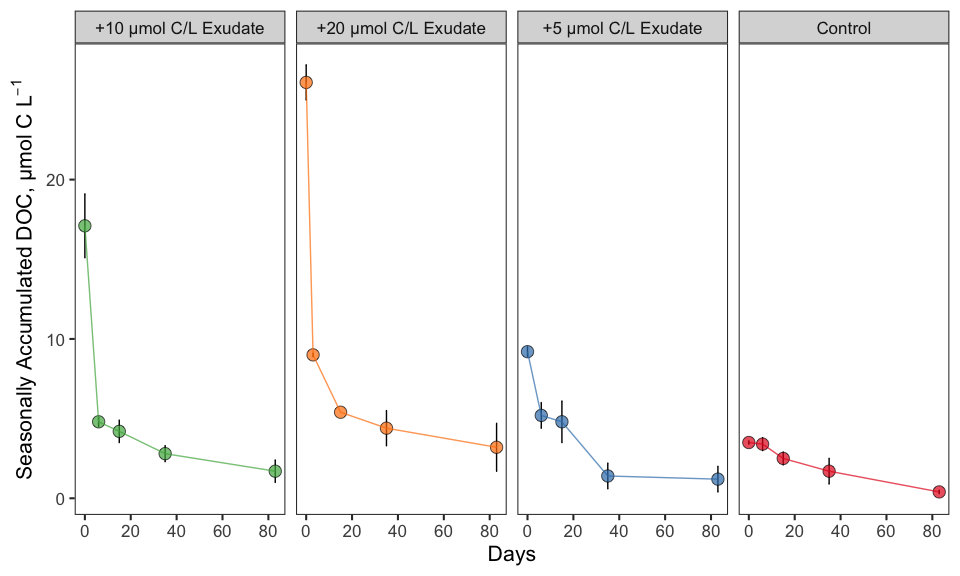 +10 µmol C/L Exudate
+20 µmol C/L Exudate
+5 µmol C/L Exudate
Control
Seasonally Accumulated DOC, µmol C L⁻¹
20
10
0
0 20 40 60 80
0 20 40 60 80
0 20 40 60 80
0 20 40 60 80
Days